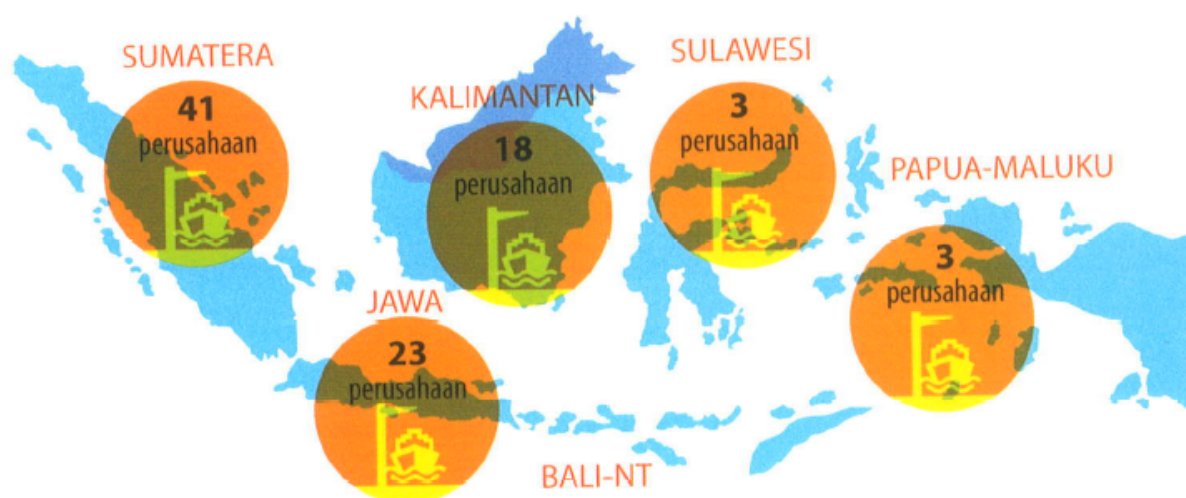 SUMATERA
41
perusahaan
KALIMANTAN
18
perusahaan
SULAWESI
3
perusahaan
PAPUA-MALUKU
3
perusahaan
JAWA
23
perusahaan
BALI-NT